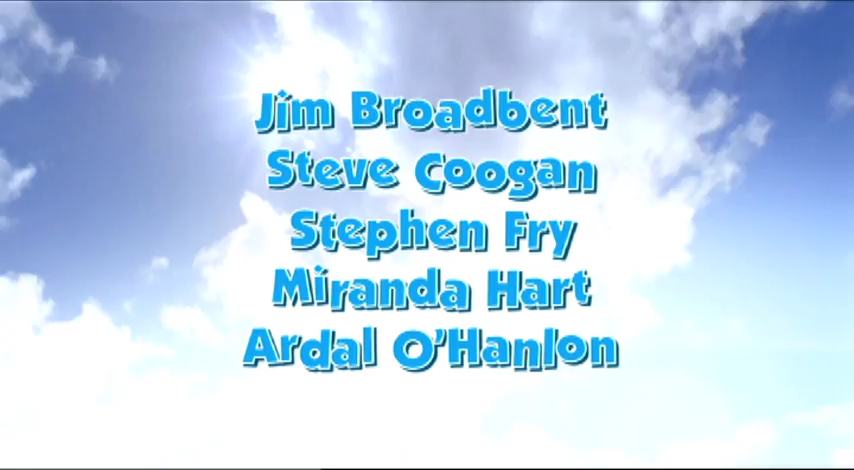 Jim Broadbent
Steve Coogan
Stephen Fry
Miranda Hart
Ardal O'Hanlon